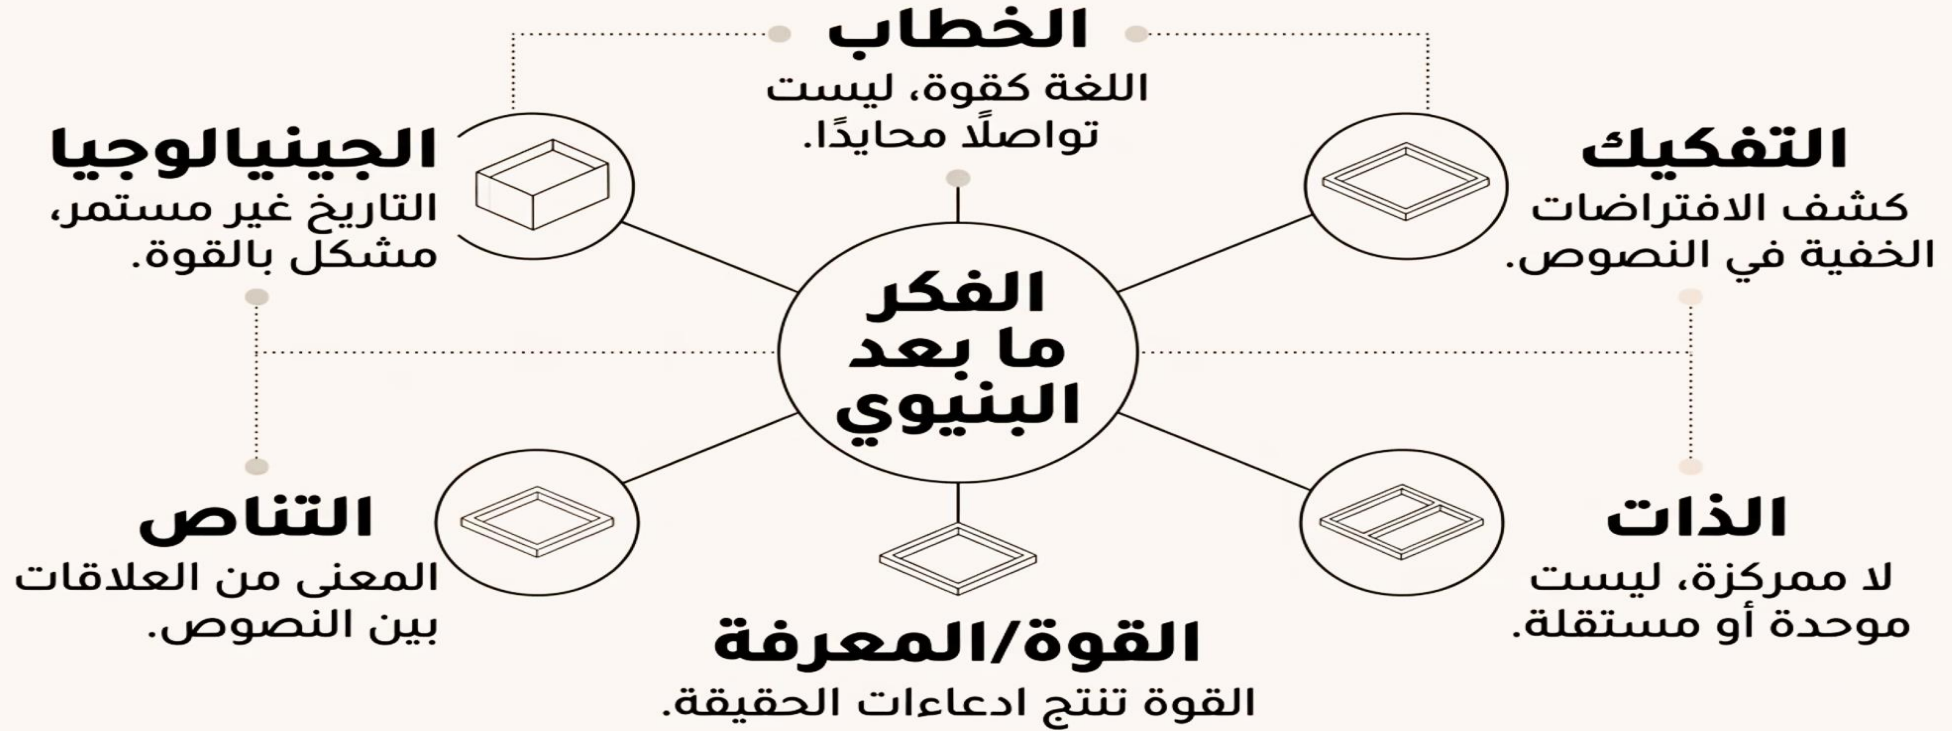 الخطاب
اللغة كقوة، ليست
تواصلًا محايدًا.
التفكيك
كشف الافتراضات
الخفية في النصوص.
الجينيالوجيا
التاريخ غير مستمر،
مشكل بالقوة.
الفكر
ما بعد
البنيوي
الذات
لا ممركزة، ليست
موحدة أو مستقلة.
التناص
المعنى من العلاقات
بين النصوص.
القوة/المعرفة
القوة تنتج ادعاءات الحقيقة.